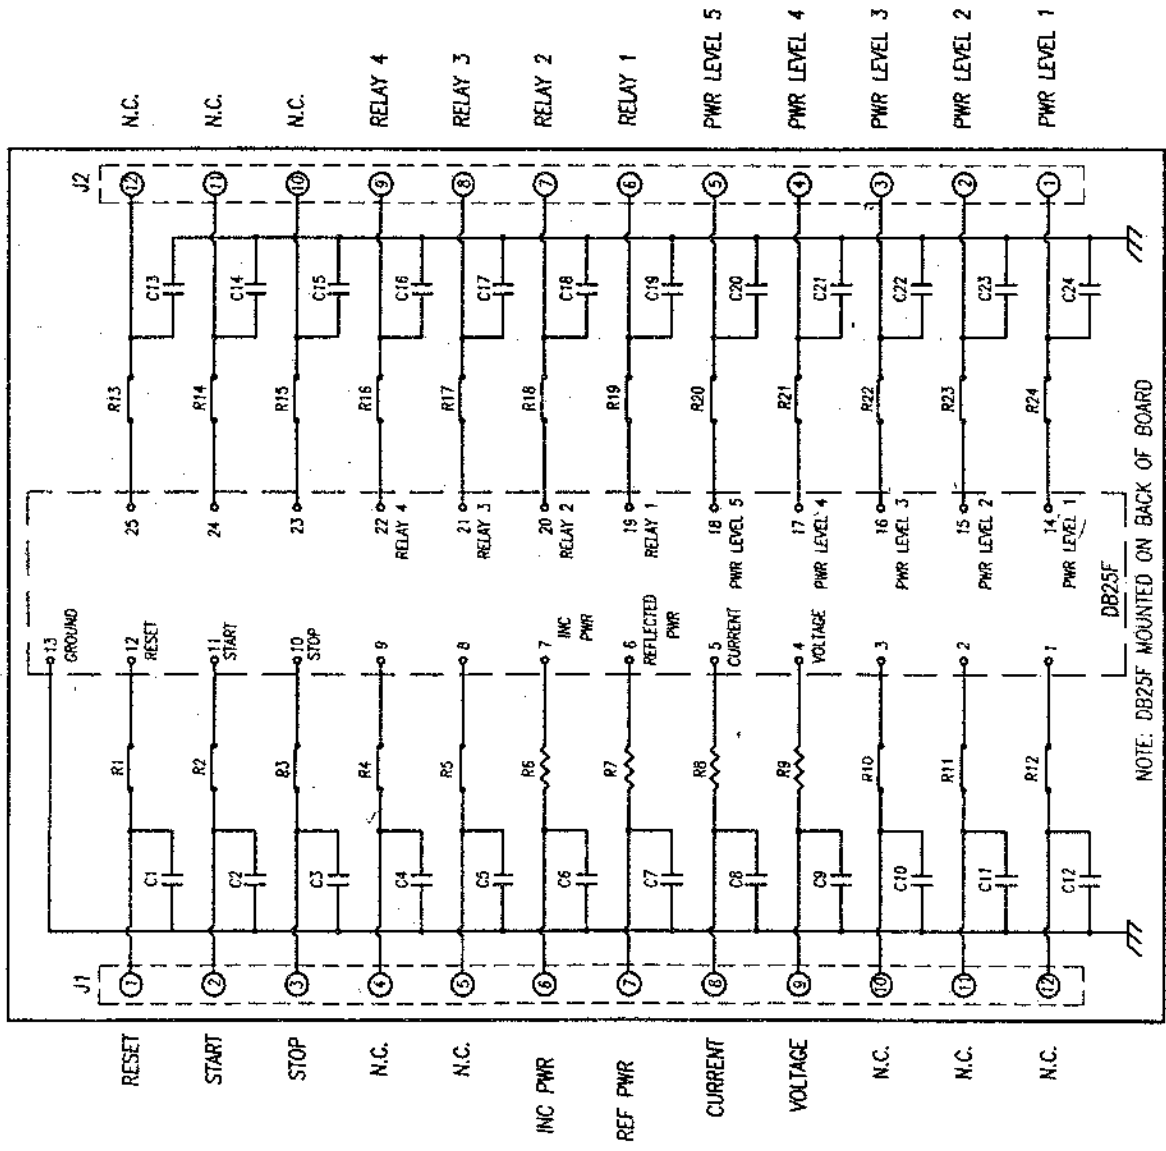 N.C.
N.C.
N.C.
RELAY 4
RELAY 3
RELAY 2
RELAY 1
PWR LEVEL 5
PWR LEVEL 4
PWR LEVEL 3
PWR LEVEL 2
PWR LEVEL 1
J2
12
11
10
9
8
7
6
5
4
3
2
1
C13
C14
C15
C16
C17
C18
C19
C20
C21
C22
C23
C24
R13
R14
R15
R16
R17
R18
R19
R20
R21
R22
R23
R24
25
24
23
22
RELAY 4
21
RELAY 3
20
RELAY 2
19
RELAY 1
18
PWR LEVEL 5
17
PWR LEVEL 4
16
PWR LEVEL 3
15
PWR LEVEL 2
14
PWR LEVEL 1
DB25F
13
GROUND
12
RESET
11
START
10
STOP
9
8
7
INC
PWR
6
REFLECTED
PWR
5
CURRENT
4
VOLTAGE
3
2
1
R1
R2
R3
R4
R5
R6
R7
R8
R9
R10
R11
R12
C1
C2
C3
C4
C5
C6
C7
C8
C9
C10
C11
C12
J1
1
2
3
4
5
6
7
8
9
10
11
12
RESET
START
STOP
N.C.
N.C.
INC PWR
REF PWR
CURRENT
VOLTAGE
N.C.
N.C.
N.C.
NOTE: DB25F MOUNTED ON BACK OF BOARD